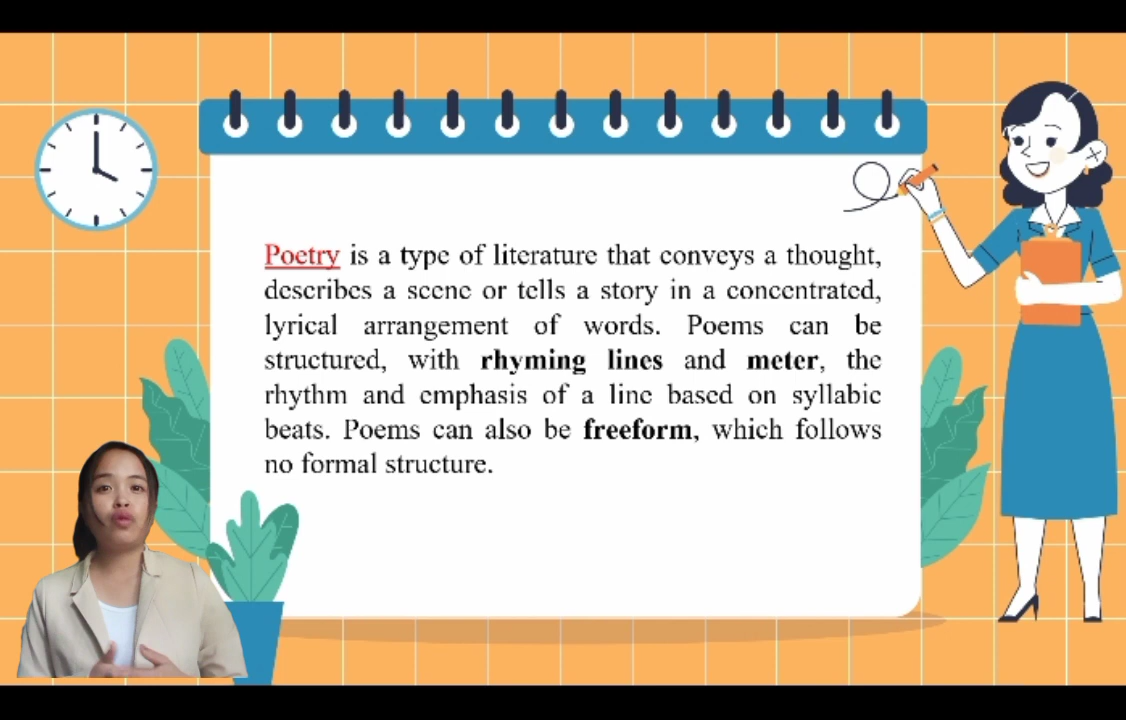 Poetry is a type of literature that conveys a thought,
describes a scene or tells a story in a concentrated,
lyrical arrangement of words. Poems can be
structured, with rhyming lines and meter, the
rhythm and emphasis of a line based on syllabic
beats. Poems can also be freeform, which follows
no formal structure.